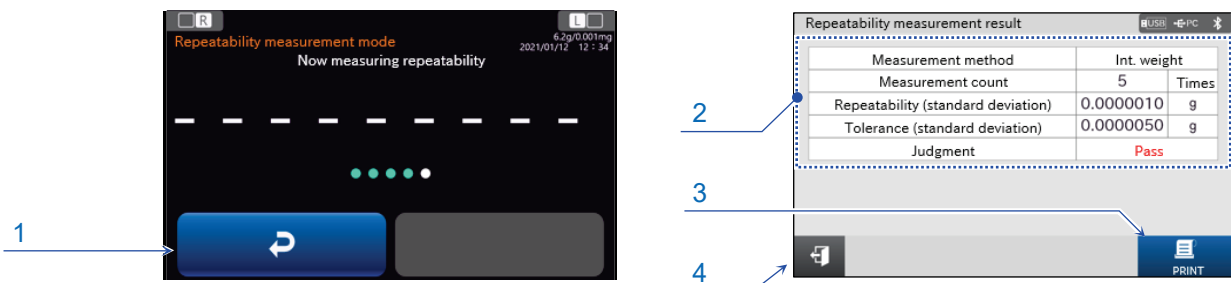 R
L
Repeatability measurement mode
6.2g/0.001mg
2021/01/12 12:34
Now measuring repeatability
1
Repeatability measurement result
USB PC
Measurement method Int. weight
Measurement count 5 Times
Repeatability (standard deviation) 0.0000010 g
Tolerance (standard deviation) 0.0000050 g
Judgment Pass
2
3
4
PRINT